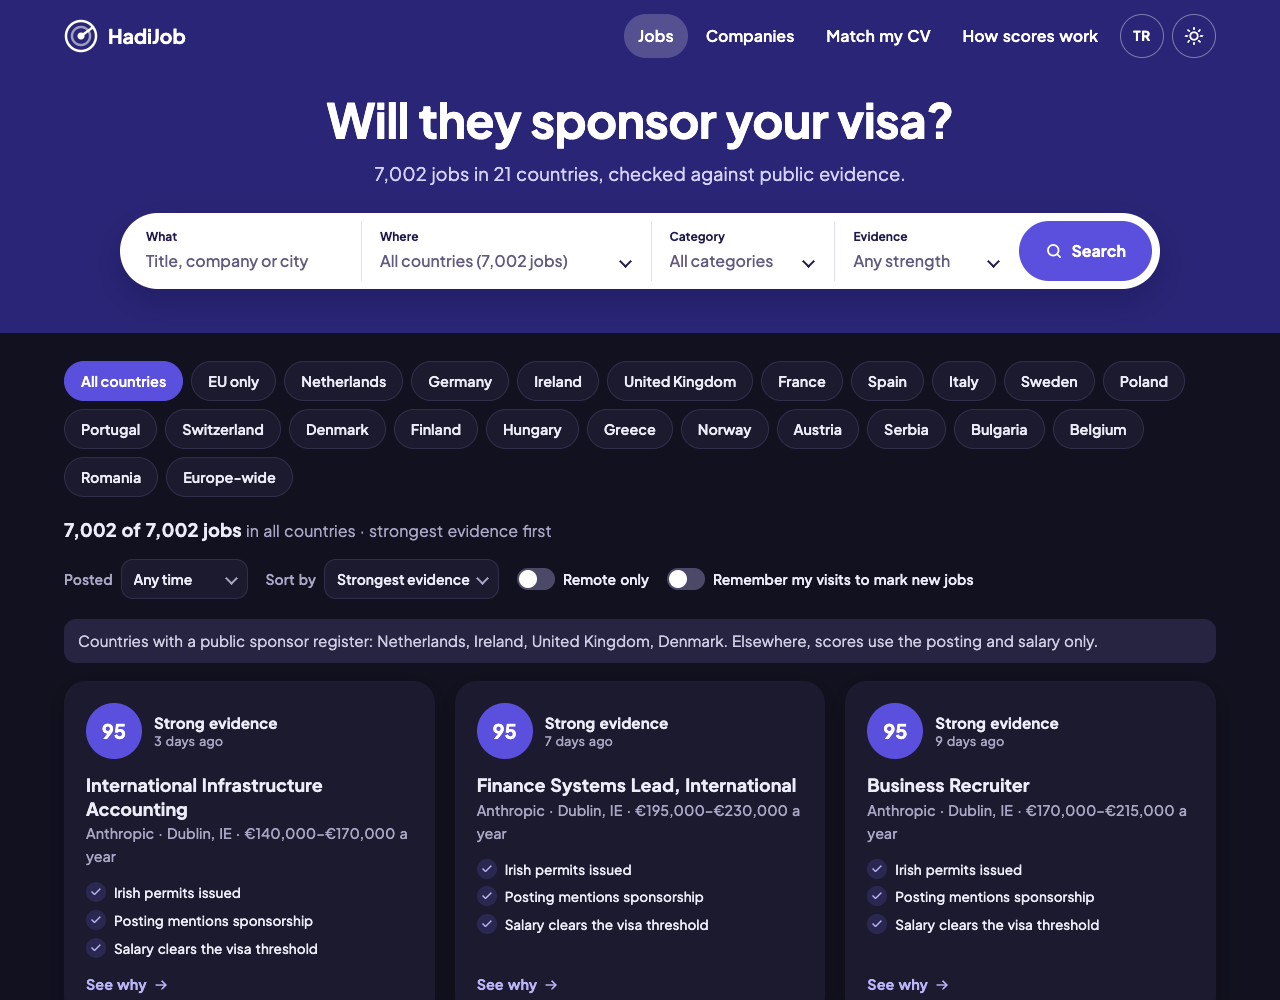 HadiJob
Jobs
Companies
Match my CV
How scores work
TR
Will they sponsor your visa?
7,002 jobs in 21 countries, checked against public evidence.
What
Title, company or city
Where
All countries (7,002 jobs)
Category
All categories
Evidence
Any strength
Search
All countries
EU only
Netherlands
Germany
Ireland
United Kingdom
France
Spain
Italy
Sweden
Poland
Portugal
Switzerland
Denmark
Finland
Hungary
Greece
Norway
Austria
Serbia
Bulgaria
Belgium
Romania
Europe-wide
7,002 of 7,002 jobs in all countries · strongest evidence first
Posted
Any time
Sort by
Strongest evidence
Remote only
Remember my visits to mark new jobs
Countries with a public sponsor register: Netherlands, Ireland, United Kingdom, Denmark. Elsewhere, scores use the posting and salary only.
95
Strong evidence
3 days ago
International Infrastructure
Accounting
Anthropic · Dublin, IE · €140,000–€170,000 a
year
Irish permits issued
Posting mentions sponsorship
Salary clears the visa threshold
See why →
95
Strong evidence
7 days ago
Finance Systems Lead, International
Anthropic · Dublin, IE · €195,000–€230,000 a
year
Irish permits issued
Posting mentions sponsorship
Salary clears the visa threshold
See why →
95
Strong evidence
9 days ago
Business Recruiter
Anthropic · Dublin, IE · €170,000–€215,000 a
year
Irish permits issued
Posting mentions sponsorship
Salary clears the visa threshold
See why →